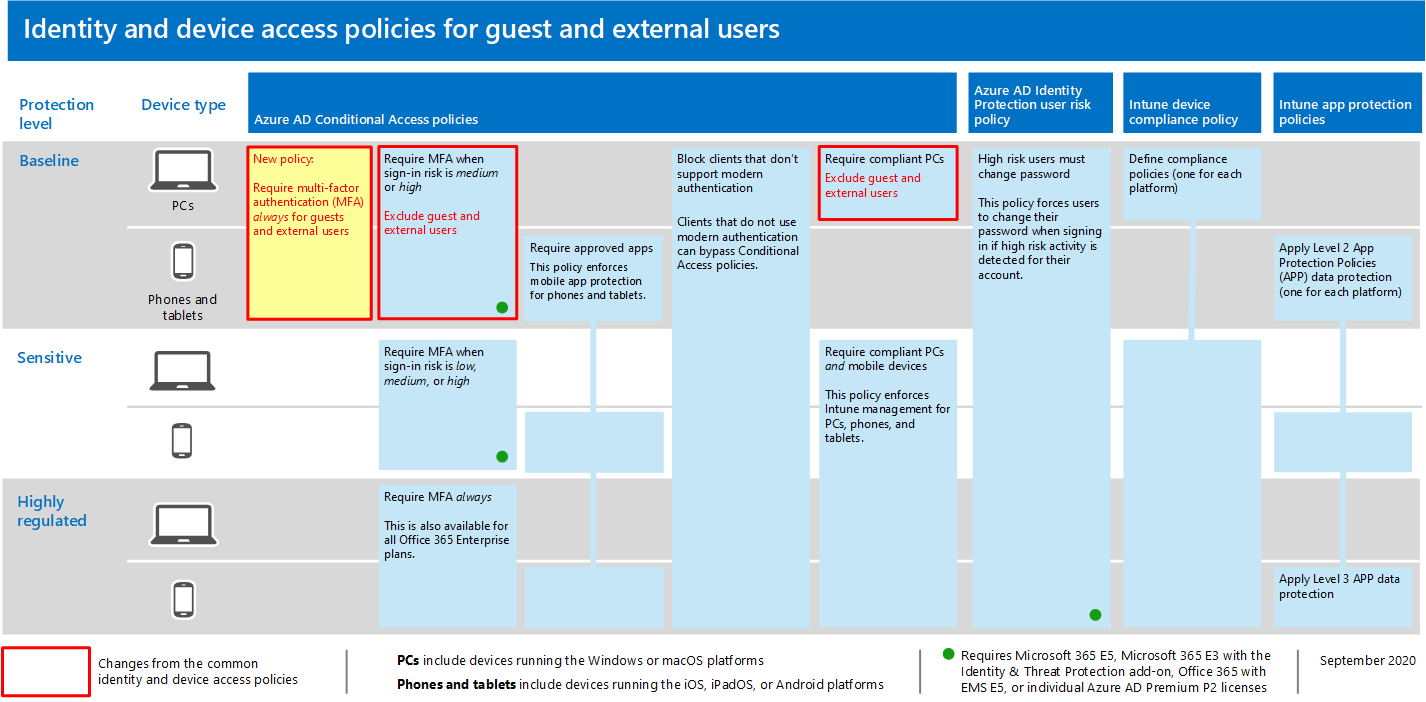 Identity and device access policies for guest and external users
Protection
level
Device type
Azure AD Conditional Access policies
Azure AD Identity
Protection user risk
policy
Intune device
compliance policy
Intune app protection
policies
Baseline
PCs
Phones and
tablets
New policy:
Require multi-factor
authentication (MFA)
always for guests
and external users
Require MFA when
sign-in risk is medium
or high
Exclude guest and
external users
Require approved apps
This policy enforces
mobile app protection
for phones and tablets.
Block clients that don't
support modern
authentication
Clients that do not use
modern authentication
can bypass Conditional
Access policies.
Require compliant PCs
Exclude guest and
external users
High risk users must
change password
This policy forces users
to change their
password when signing
in if high risk activity is
detected for their
account.
Define compliance
policies (one for each
platform)
Apply Level 2 App
Protection Policies
(APP) data protection
(one for each platform)
Sensitive
Require MFA when
sign-in risk is low,
medium, or high
Require compliant PCs
and mobile devices
This policy enforces
Intune management for
PCs, phones, and
tablets.
Highly
regulated
Require MFA always
This is also available for
all Office 365 Enterprise
plans.
Apply Level 3 APP data
protection
Changes from the common
identity and device access policies
PCs include devices running the Windows or macOS platforms
Phones and tablets include devices running the iOS, iPadOS, or Android platforms
Requires Microsoft 365 E5, Microsoft 365 E3 with the
Identity & Threat Protection add-on, Office 365 with
EMS E5, or individual Azure AD Premium P2 licenses
September 2020